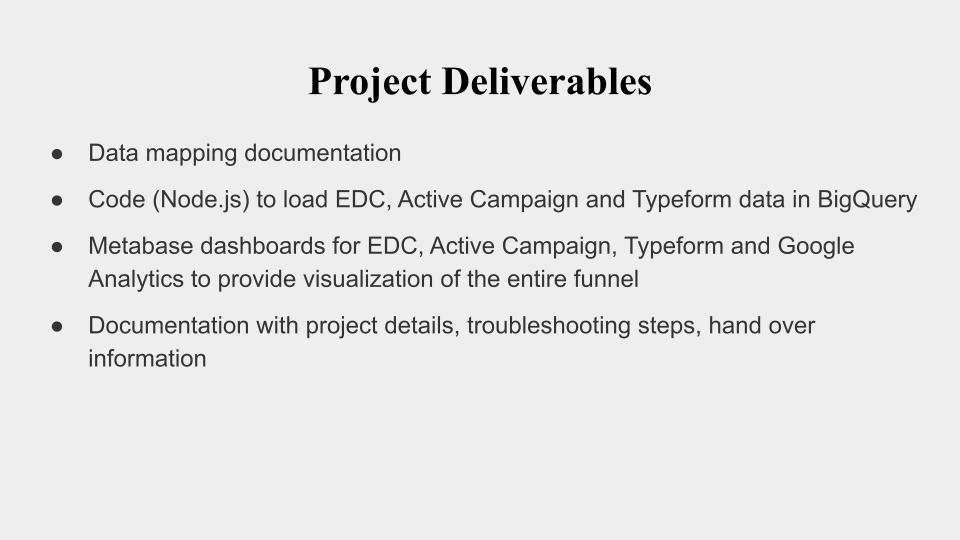 Project Deliverables
● Data mapping documentation
● Code (Node.js) to load EDC, Active Campaign and Typeform data in BigQuery
● Metabase dashboards for EDC, Active Campaign, Typeform and Google
Analytics to provide visualization of the entire funnel
● Documentation with project details, troubleshooting steps, hand over
information